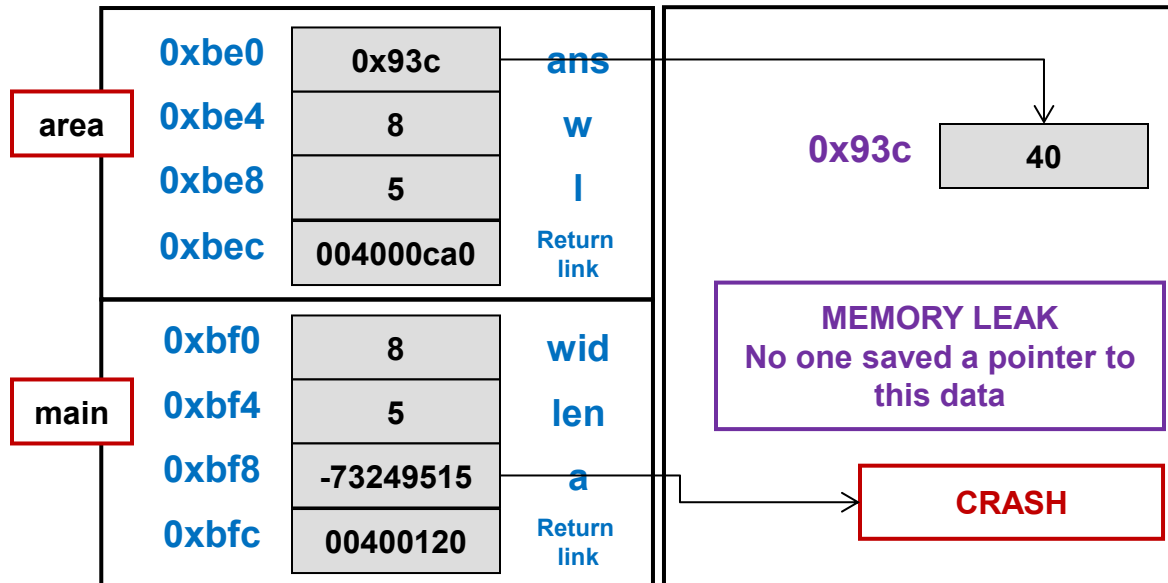 area
0xbe0 0x93c ans
0xbe4 8 w
0xbe8 5 l
0xbec 004000ca0 Return
link
main
0xbf0 8 wid
0xbf4 5 len
0xbf8 -73249515 a
0xbfc 00400120 Return
link
0x93c 40
MEMORY LEAK
No one saved a pointer to
this data
CRASH